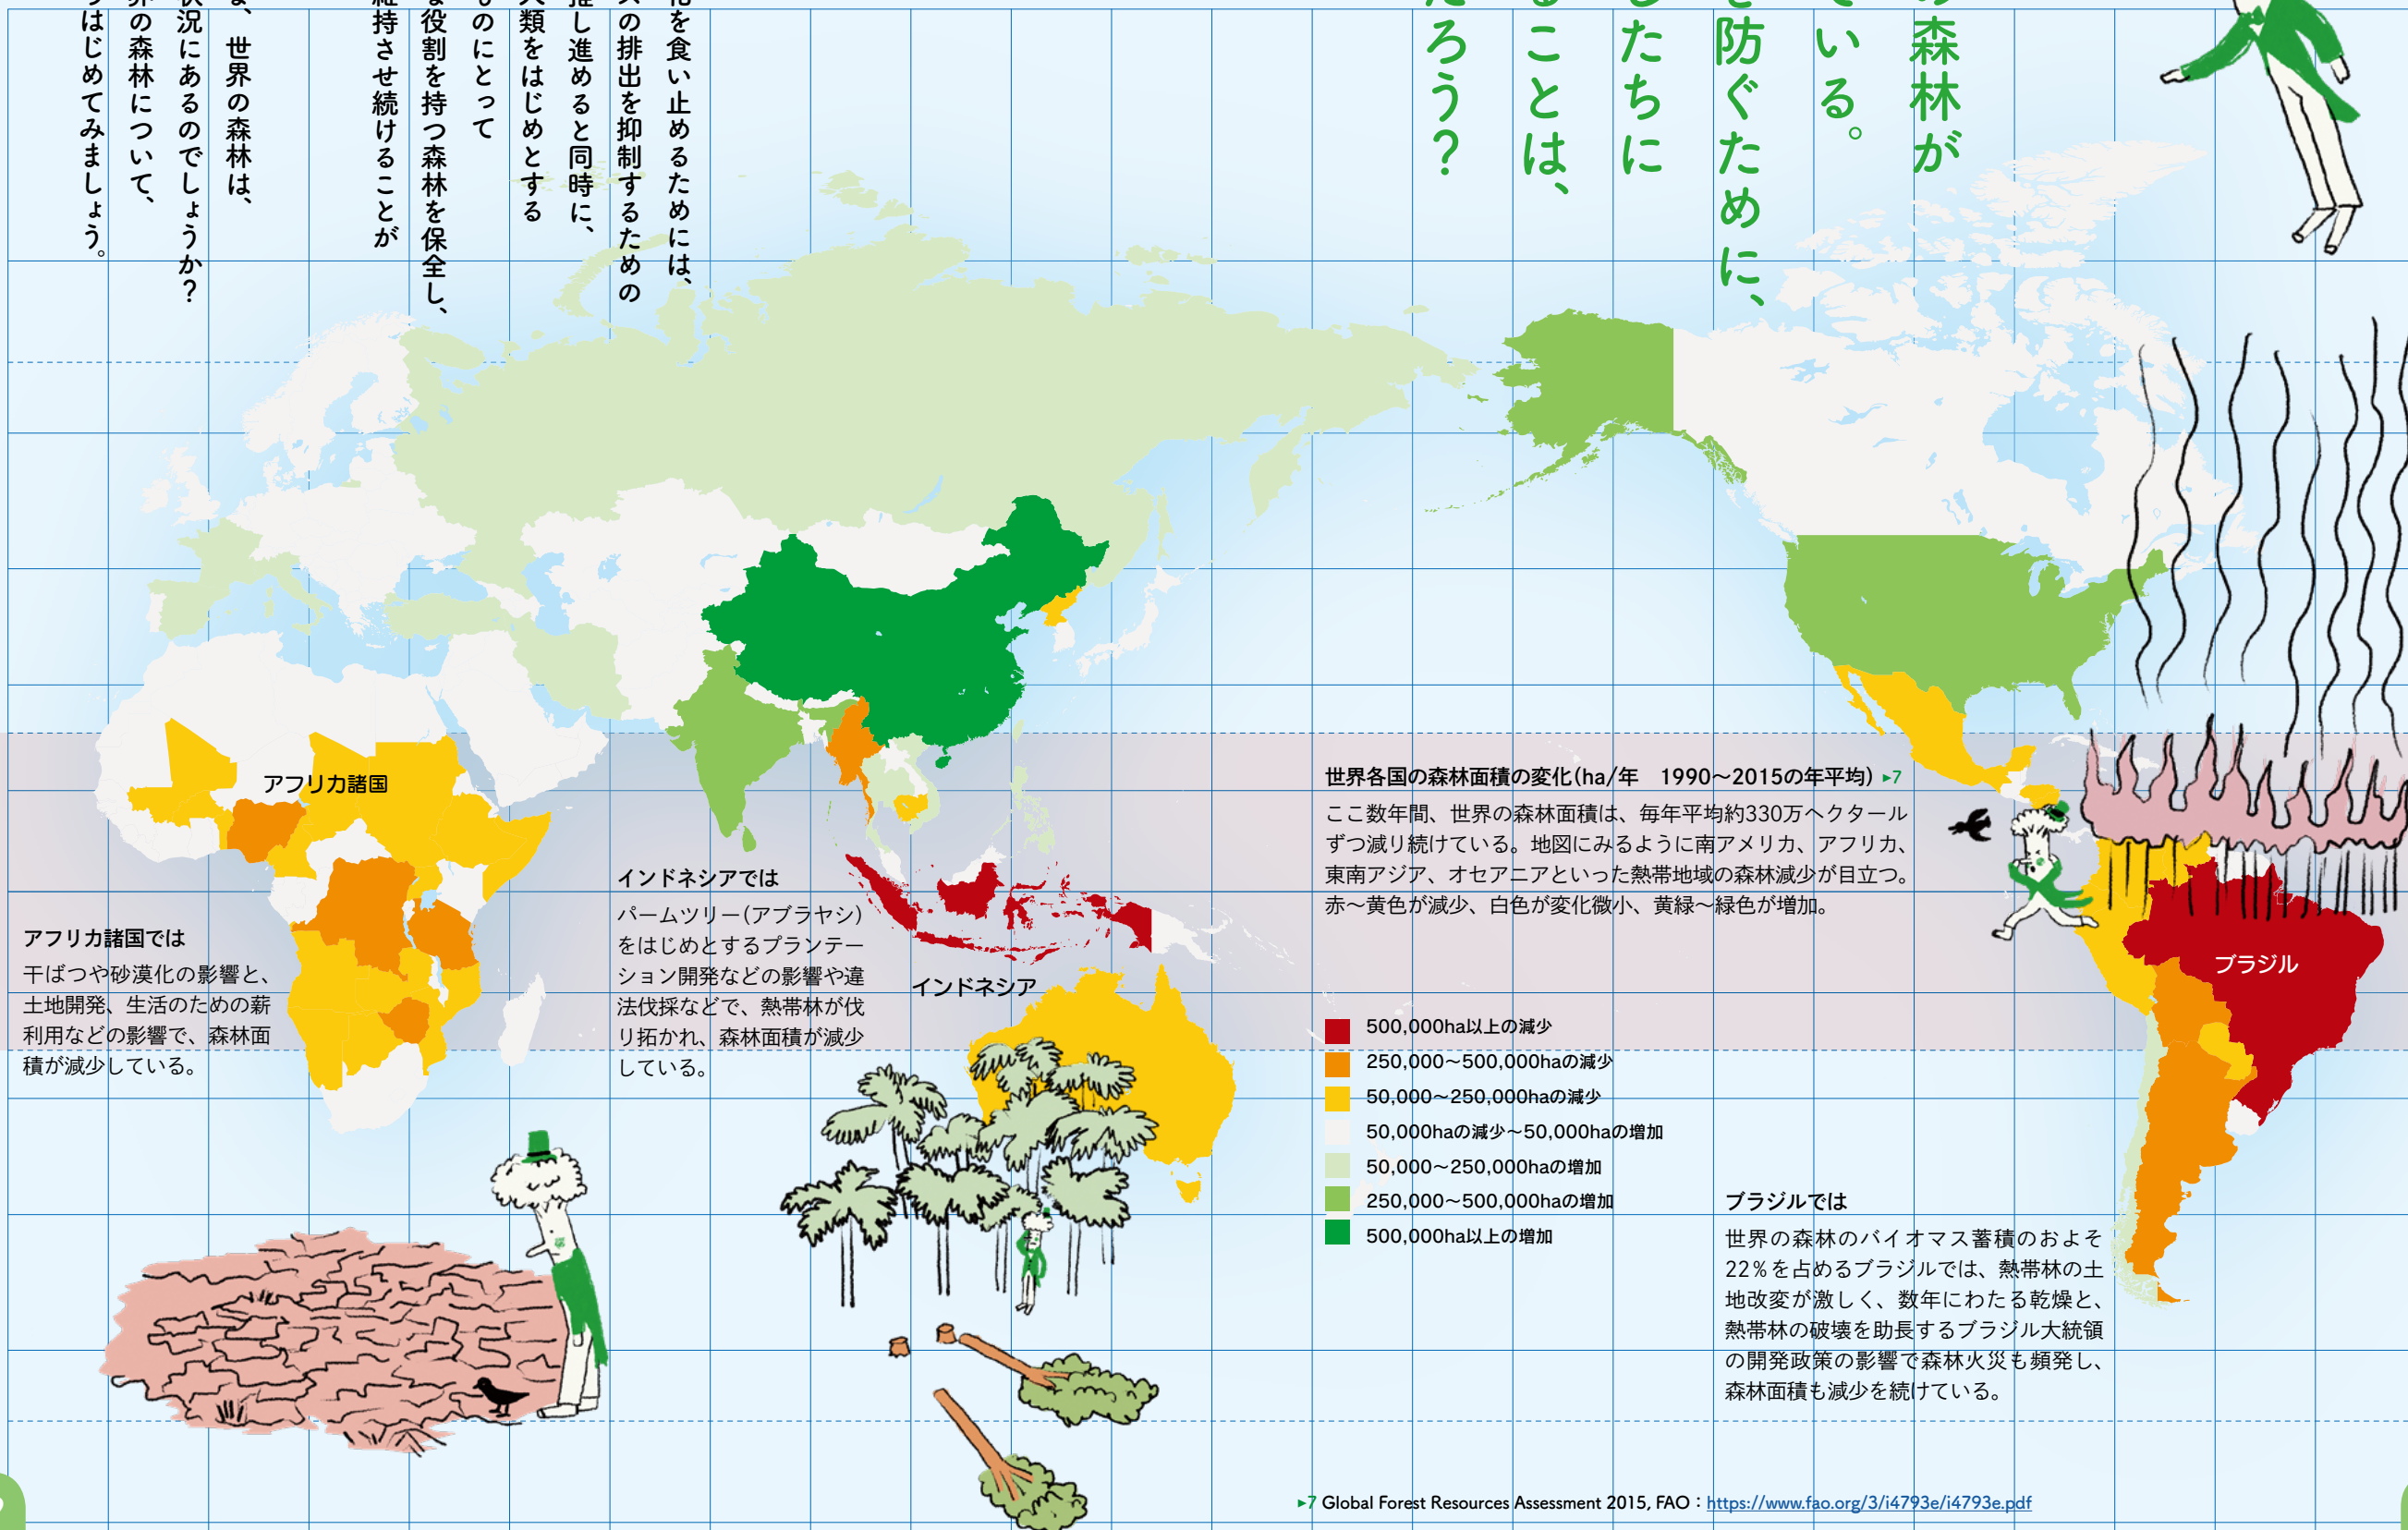 の森林が
ている。
を防ぐために、
したちに
ることは、
だろう？
化を食い止めるためには、
スの排出を抑制するための
推し進めると同時に、
人類をはじめとする
ものにとって
な役割を持つ森林を保全し、
維持させ続けることが
世界の森林は、
状況にあるのでしょうか？
界の森林について、
はじめてみましょう。
アフリカ諸国
アフリカ諸国では
干ばつや砂漠化の影響と、
土地開発、生活のための薪
利用などの影響で、森林面
積が減少している。
インドネシアでは
パームツリー（アブラヤシ）
をはじめとするプランテー
ション開発などの影響や違
法伐採などで、熱帯林が伐
り拓かれ、森林面積が減少
している。
インドネシア
世界各国の森林面積の変化（ha/年　1990～2015の年平均）▸7
ここ数年間、世界の森林面積は、毎年平均約330万ヘクタール
ずつ減り続けている。地図にみるように南アメリカ、アフリカ、
東南アジア、オセアニアといった熱帯地域の森林減少が目立つ。
赤～黄色が減少、白色が変化微小、黄緑～緑色が増加。
500,000ha以上の減少
250,000～500,000haの減少
50,000～250,000haの減少
50,000haの減少～50,000haの増加
50,000～250,000haの増加
250,000～500,000haの増加
500,000ha以上の増加
ブラジル
ブラジルでは
世界の森林のバイオマス蓄積のおよそ
22％を占めるブラジルでは、熱帯林の土
地改変が激しく、数年にわたる乾燥と、
熱帯林の破壊を助長するブラジル大統領
の開発政策の影響で森林火災も頻発し、
森林面積も減少を続けている。
▸7 Global Forest Resources Assessment 2015, FAO：https://www.fao.org/3/i4793e/i4793e.pdf